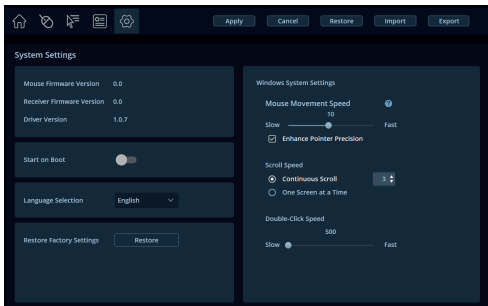 Apply
Cancel
Restore
Import
Export
System Settings
Mouse Firmware Version 0.0
Receiver Firmware Version 0.0
Driver Version 1.0.7
Start on Boot
Language Selection English
Restore Factory Settings Restore
Windows System Settings
Mouse Movement Speed ?
10
Slow Fast
Enhance Pointer Precision
Scroll Speed
Continuous Scroll 3
One Screen at a Time
Double-Click Speed
500
Slow Fast